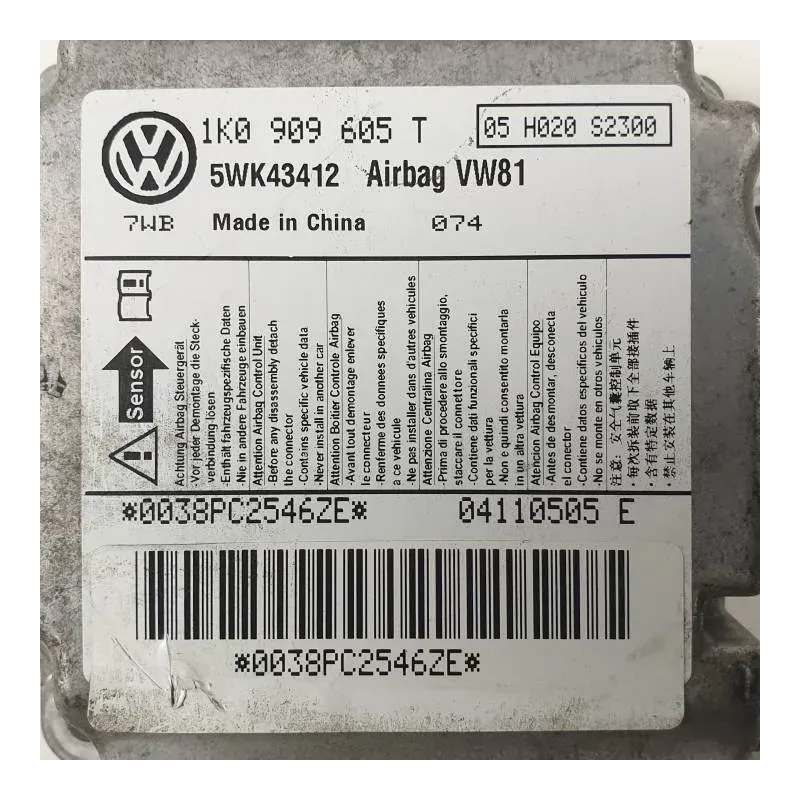 1K0 909 605 T
05 H020 S2300
5WK43412 Airbag VW81
7WB Made in China 074
Sensor
Achtung Airbag Steuergerät
-Vor jeder Demontage die Steck-
verbindung lösen
-Enthält fahrzeugspezifische Daten
-Nie in andere Fahrzeuge einbauen
Attention Airbag Control Unit
-Before any disassembly detach
the connector
-Contains specific vehicle data
-Never install in another car
Attention Boitier Controle Airbag
-Avant tout demontage enlever
le connecteur
-Renferme des donnees specifiques
a ce vehicule
-Ne pas installer dans d'autres vehicules
Attenzione Centralina Airbag
-Prima di procedere allo smontaggio,
staccare il connettore
-Contiene dati funzionali specifici
per la vettura
-Non e quindi consentito montarla
in un altra vettura
Atencion Airbag Control Equipo
-Antes de desmontar, desconecta
el conector
-Contiene datos especificos del vehiculo
-No se monte en otros vehiculos
注意: 安全气囊控制单元
·每次拆装前取下全部接插件
·含有特定数据
·禁止安装在其他车辆上
*0038PC2546ZE* 04110505 E
*0038PC2546ZE*